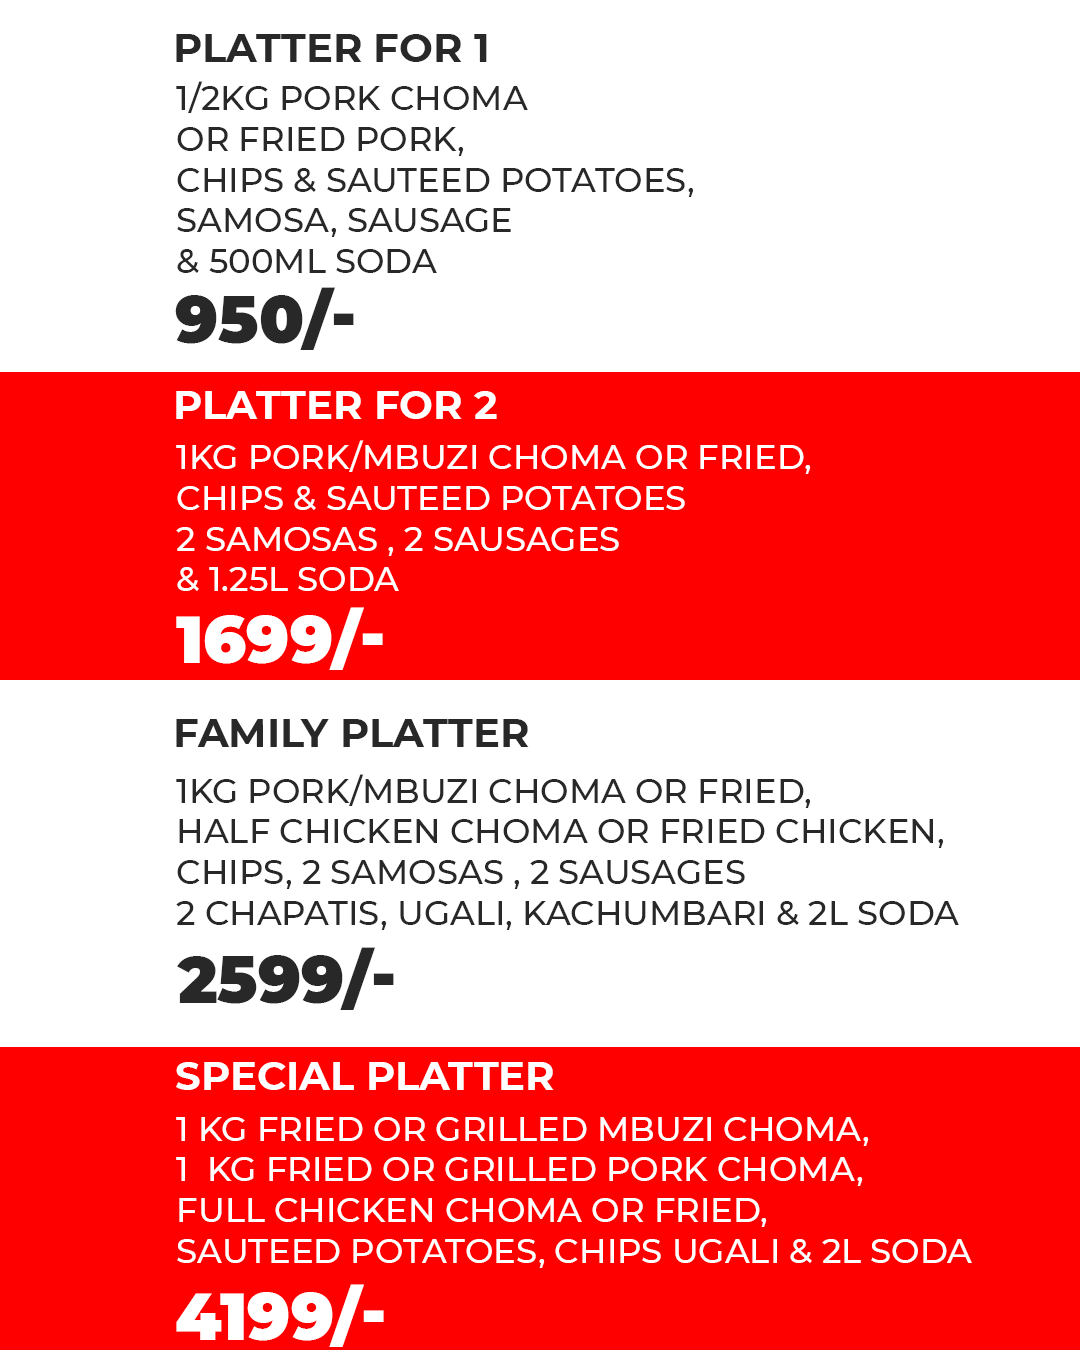 PLATTER FOR 1
1/2KG PORK CHOMA
OR FRIED PORK,
CHIPS & SAUTEED POTATOES,
SAMOSA, SAUSAGE
& 500ML SODA
950/-
PLATTER FOR 2
1KG PORK/MBUZI CHOMA OR FRIED,
CHIPS & SAUTEED POTATOES
2 SAMOSAS , 2 SAUSAGES
& 1.25L SODA
1699/-
FAMILY PLATTER
1KG PORK/MBUZI CHOMA OR FRIED,
HALF CHICKEN CHOMA OR FRIED CHICKEN,
CHIPS, 2 SAMOSAS , 2 SAUSAGES
2 CHAPATIS, UGALI, KACHUMBARI & 2L SODA
2599/-
SPECIAL PLATTER
1 KG FRIED OR GRILLED MBUZI CHOMA,
1  KG FRIED OR GRILLED PORK CHOMA,
FULL CHICKEN CHOMA OR FRIED,
SAUTEED POTATOES, CHIPS UGALI & 2L SODA
4199/-